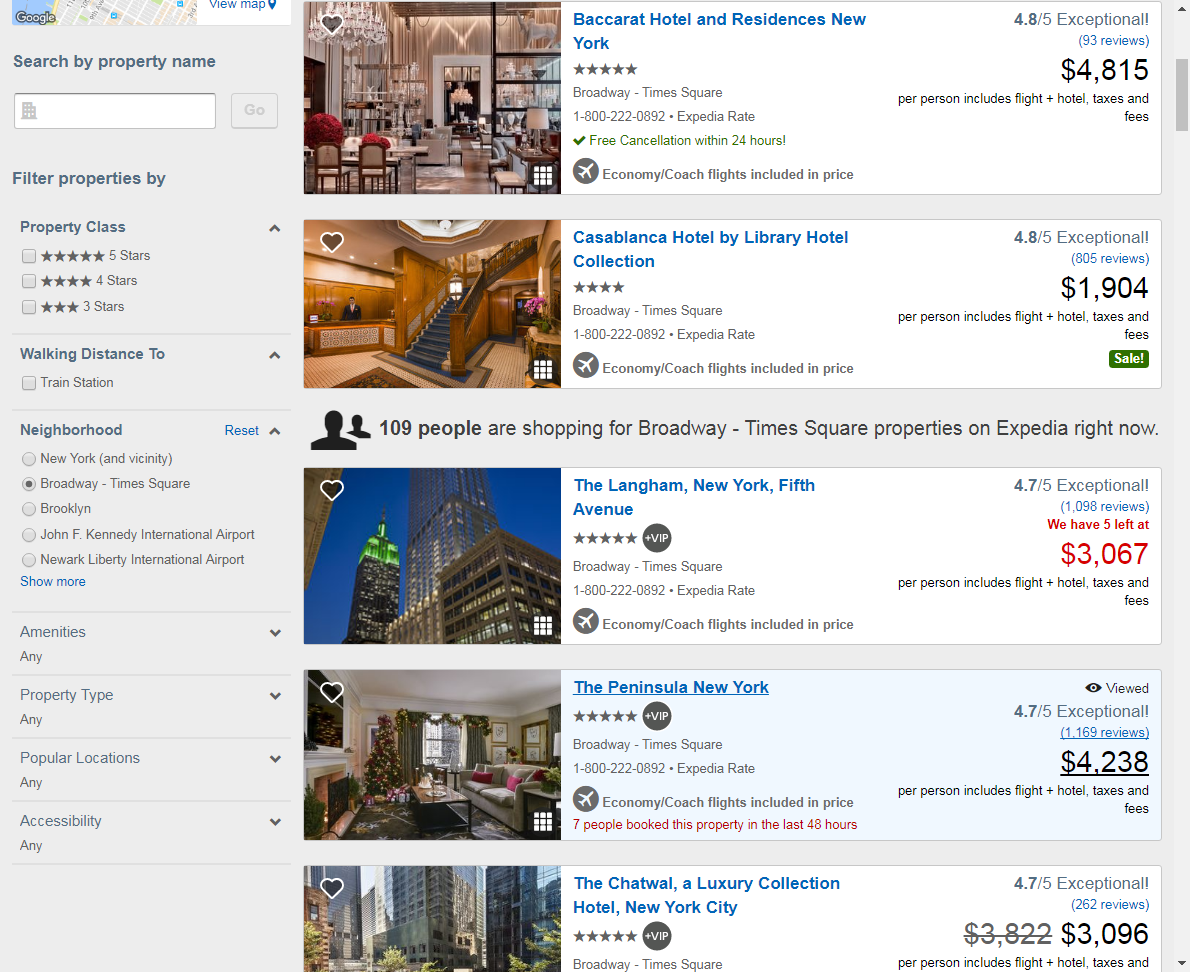 Google
View map
Search by property name
Go
Filter properties by
Property Class
5 Stars
4 Stars
3 Stars
Walking Distance To
Train Station
Neighborhood
Reset
New York (and vicinity)
Broadway - Times Square
Brooklyn
John F. Kennedy International Airport
Newark Liberty International Airport
Show more
Amenities
Any
Property Type
Any
Popular Locations
Any
Accessibility
Any
Baccarat Hotel and Residences New
York
Broadway - Times Square
1-800-222-0892 • Expedia Rate
Free Cancellation within 24 hours!
Economy/Coach flights included in price
4.8/5 Exceptional!
(93 reviews)
$4,815
per person includes flight + hotel, taxes and
fees
Casablanca Hotel by Library Hotel
Collection
Broadway - Times Square
1-800-222-0892 • Expedia Rate
Economy/Coach flights included in price
4.8/5 Exceptional!
(805 reviews)
$1,904
per person includes flight + hotel, taxes and
fees
Sale!
109 people are shopping for Broadway - Times Square properties on Expedia right now.
The Langham, New York, Fifth
Avenue
+VIP
Broadway - Times Square
1-800-222-0892 • Expedia Rate
Economy/Coach flights included in price
4.7/5 Exceptional!
(1,098 reviews)
We have 5 left at
$3,067
per person includes flight + hotel, taxes and
fees
The Peninsula New York
+VIP
Broadway - Times Square
1-800-222-0892 • Expedia Rate
Economy/Coach flights included in price
7 people booked this property in the last 48 hours
Viewed
4.7/5 Exceptional!
(1,169 reviews)
$4,238
per person includes flight + hotel, taxes and
fees
The Chatwal, a Luxury Collection
Hotel, New York City
+VIP
Broadway - Times Square
4.7/5 Exceptional!
(262 reviews)
$3,822 $3,096
per person includes flight + hotel, taxes and